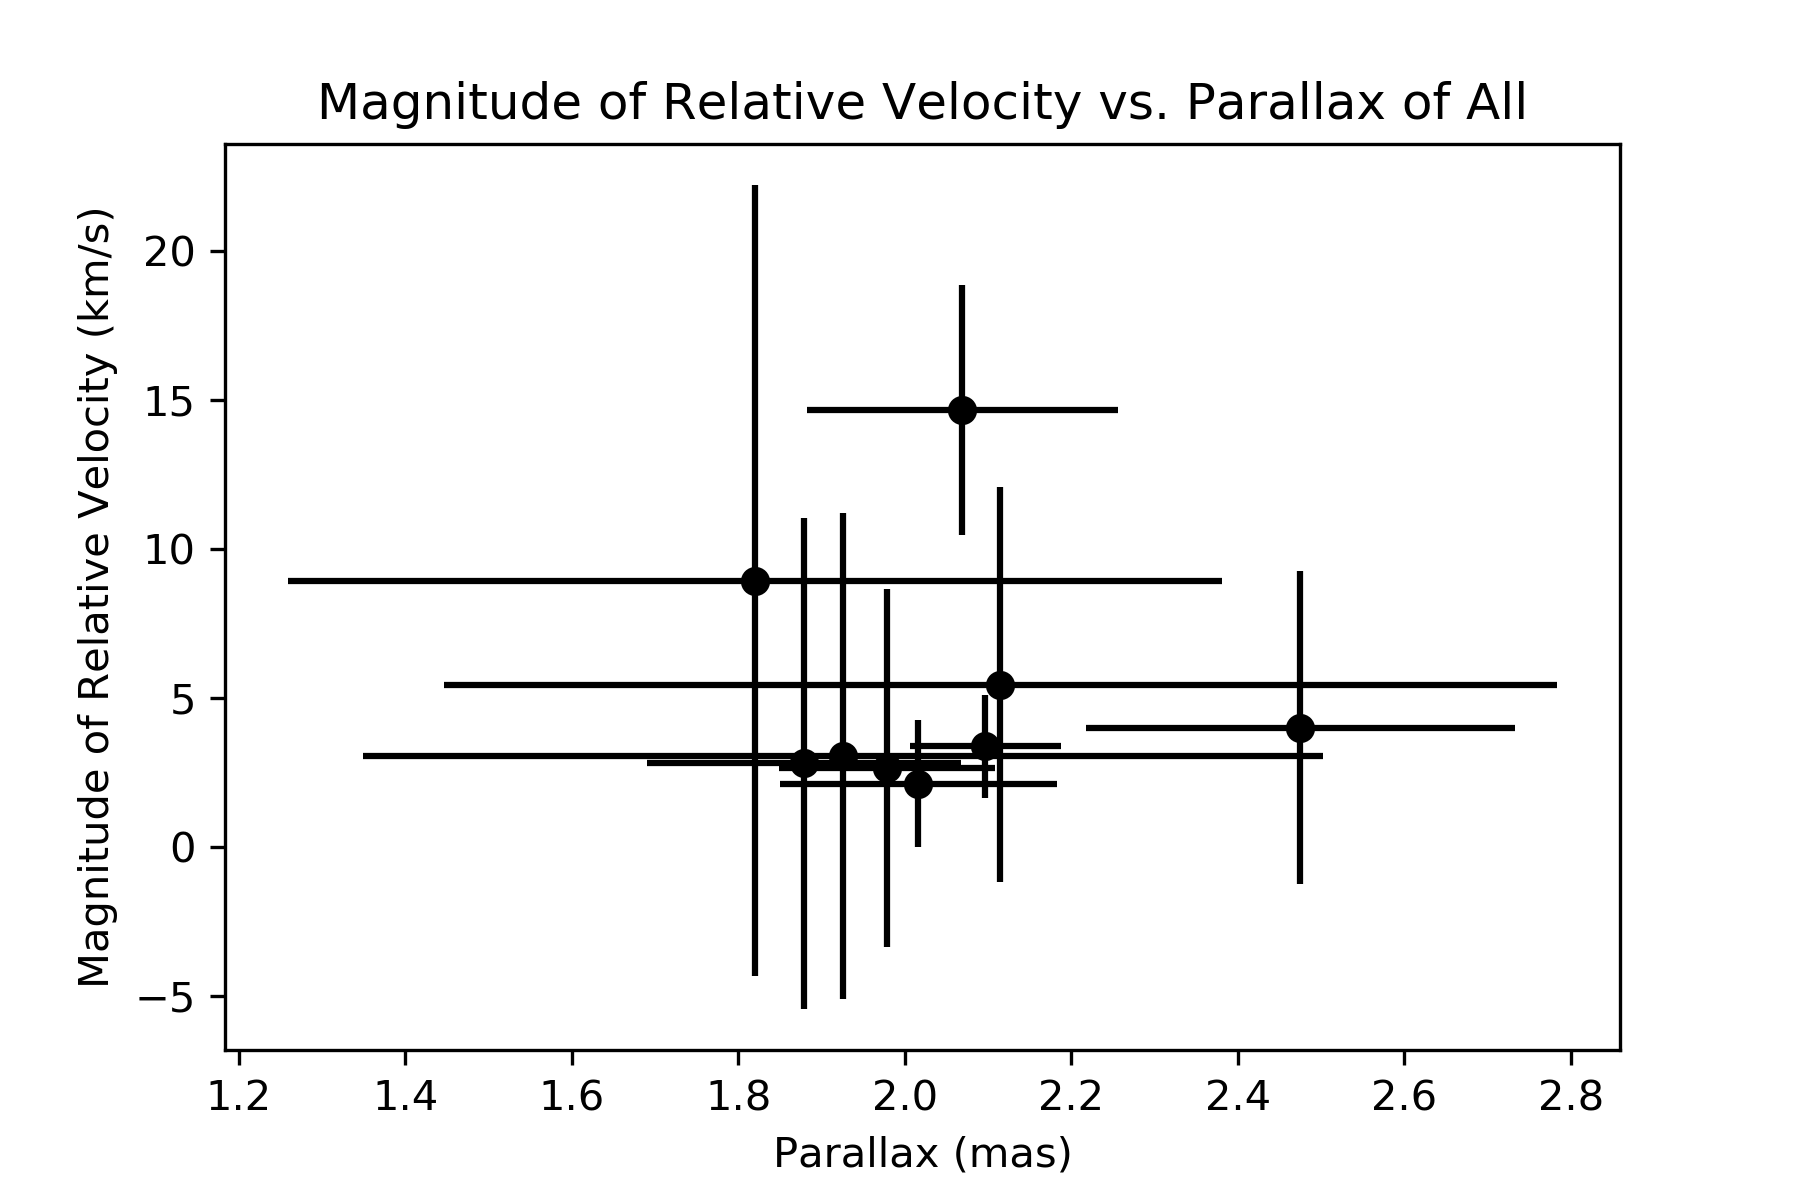 Magnitude of Relative Velocity vs. Parallax of All
Magnitude of Relative Velocity (km/s)
20
15
10
5
0
−5
1.2 1.4 1.6 1.8 2.0 2.2 2.4 2.6 2.8
Parallax (mas)